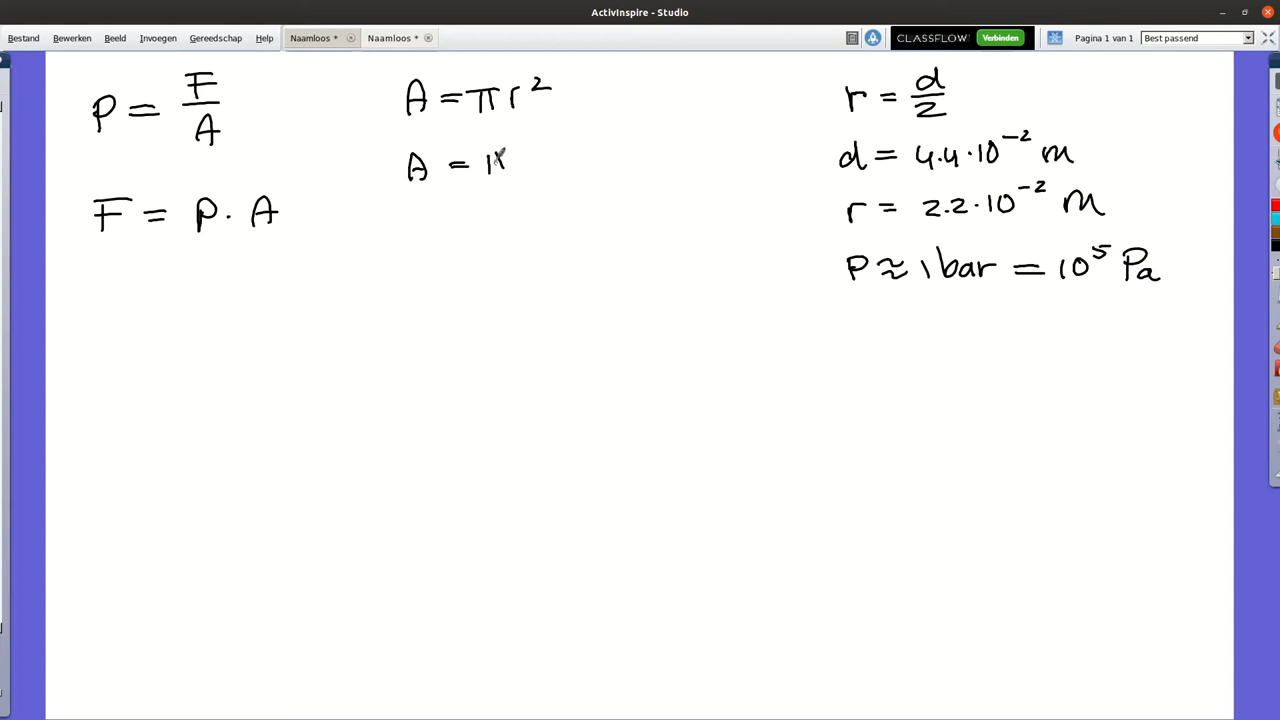 ActivInspire - Studio
Bestand Bewerken Beeld Invoegen Gereedschap Help Naamloos * Naamloos * CLASSFLOW Verbinden Pagina 1 van 1 Best passend
P = F/A
F = P · A
A = πr²
A =
r = d/2
d = 4.4·10⁻² m
r = 2.2·10⁻² m
P ≈ 1 bar = 10⁵ Pa